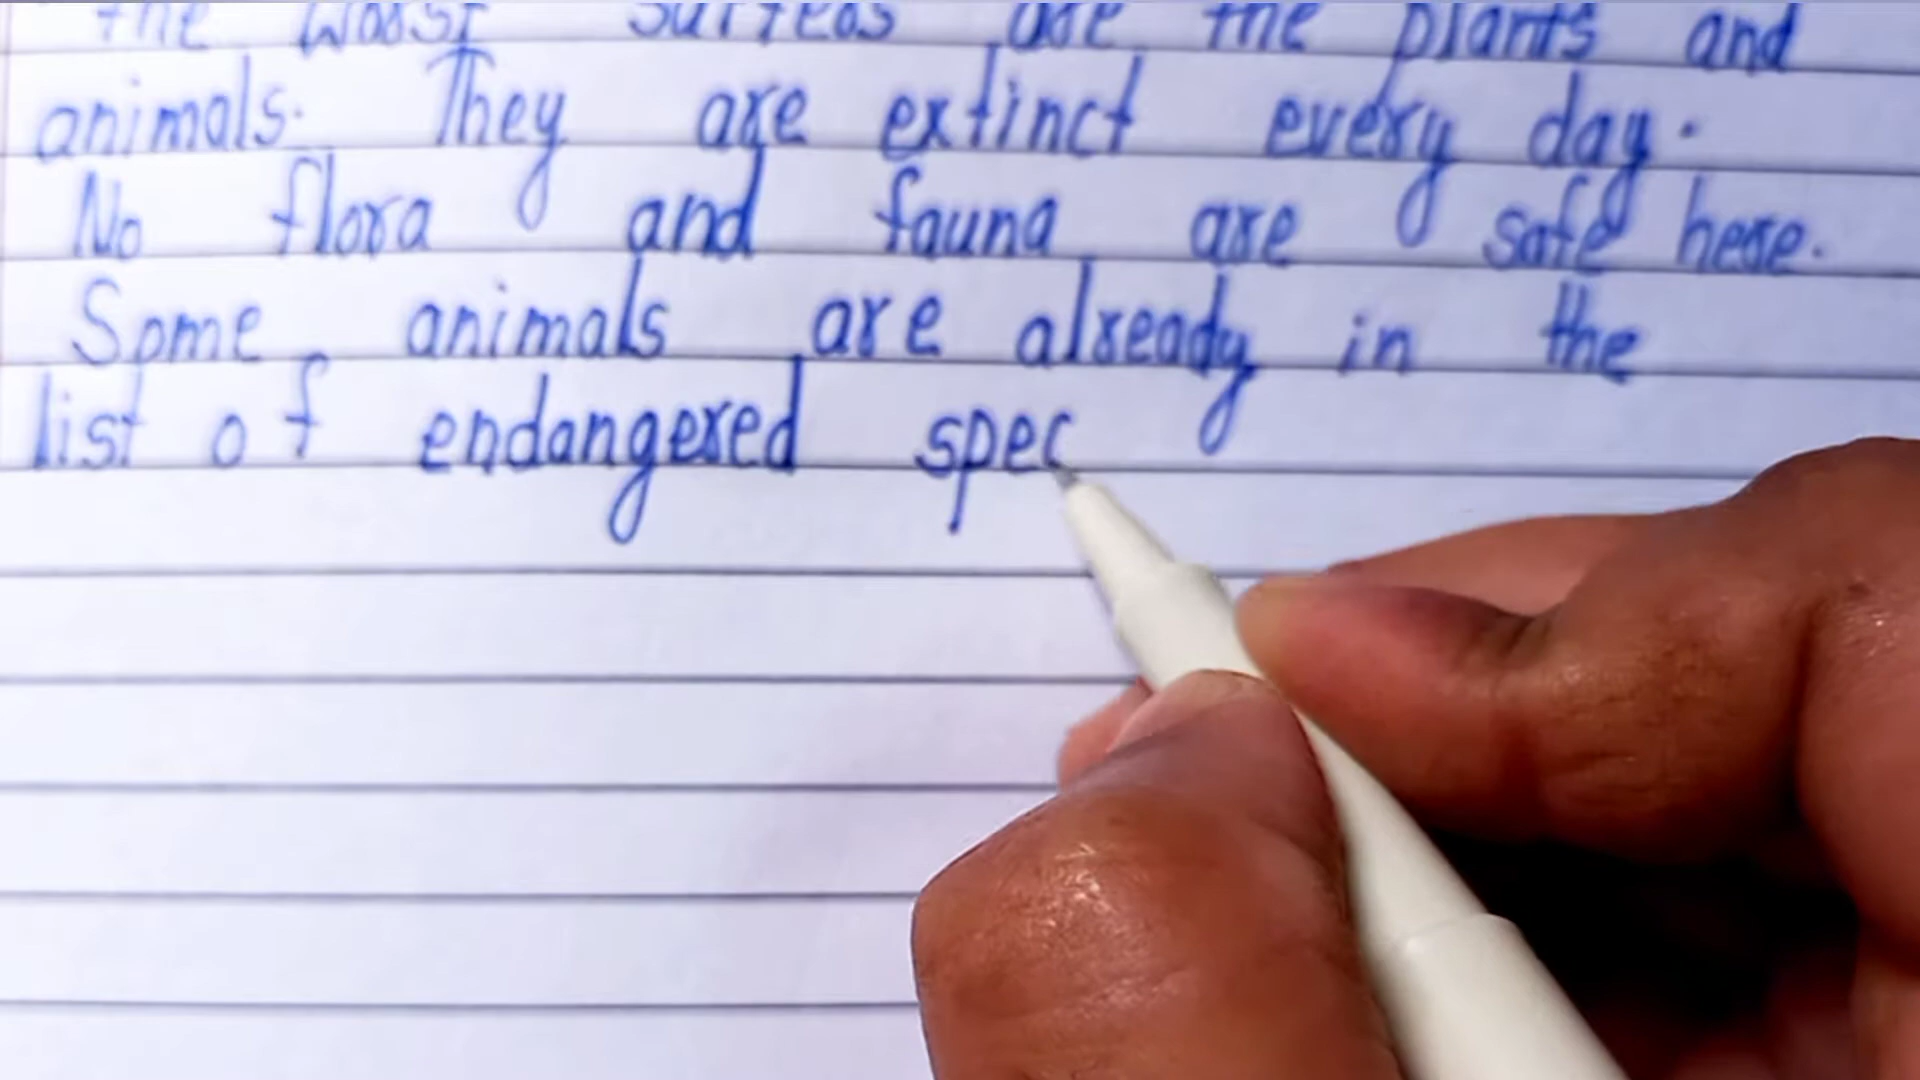 the worst suffers are the plants and
animals. They are extinct every day.
No flora and fauna are safe here.
Some animals are already in the
list of endangered spec